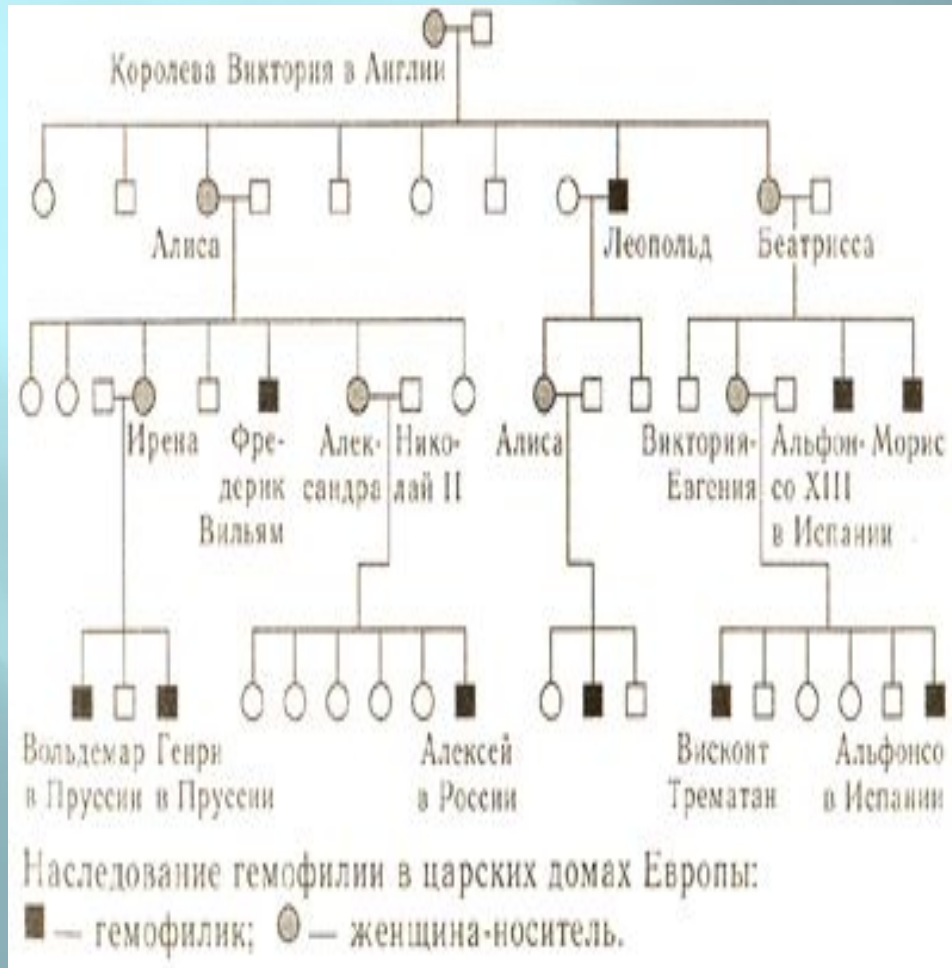 Королева Виктория в Англии
Алиса
Леопольд
Беатрисса
Ирена
Фре-
дерик
Вильям
Алек-
сандра
Нико-
лай II
Алиса
Виктория-
Евгения
Альфон-
со XIII
в Испании
Морис
Вольдемар
в Пруссии
Генри
в Пруссии
Алексей
в России
Висконт
Трематан
Альфонсо
в Испании
Наследование гемофилии в царских домах Европы:
— гемофилик; — женщина-носитель.